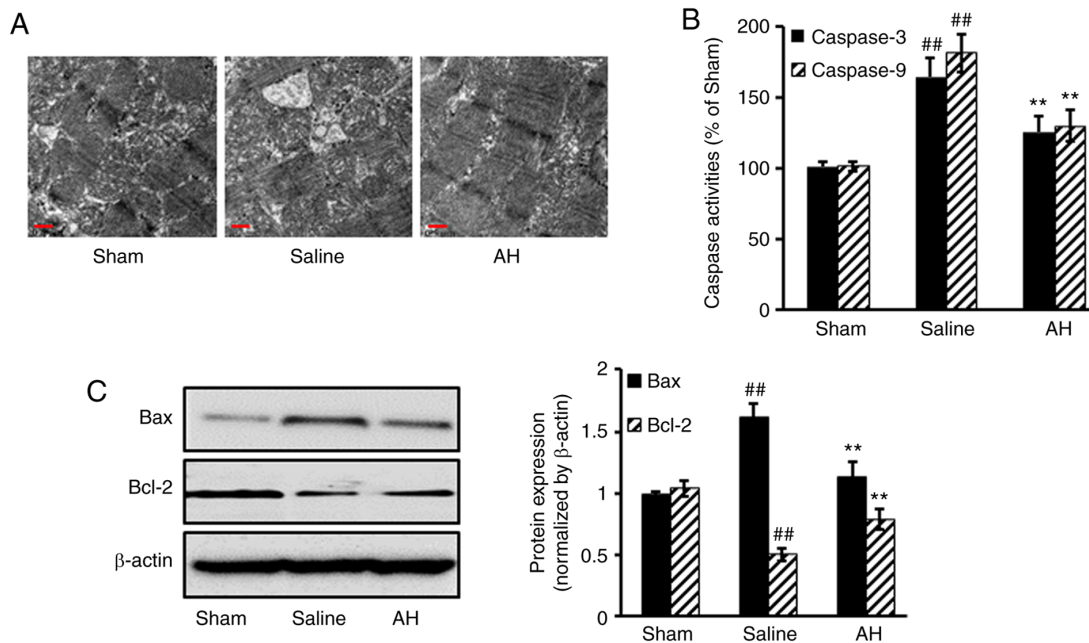 A
Sham Saline AH
B
Caspase activities (% of Sham)
200
150
100
50
0
Caspase-3
Caspase-9
## ##
** **
Sham Saline AH
C
Bax
Bcl-2
β-actin
Sham Saline AH
Protein expression
(normalized by β-actin)
2
1.5
1
0.5
0
Bax
Bcl-2
##
##
**
**
Sham Saline AH